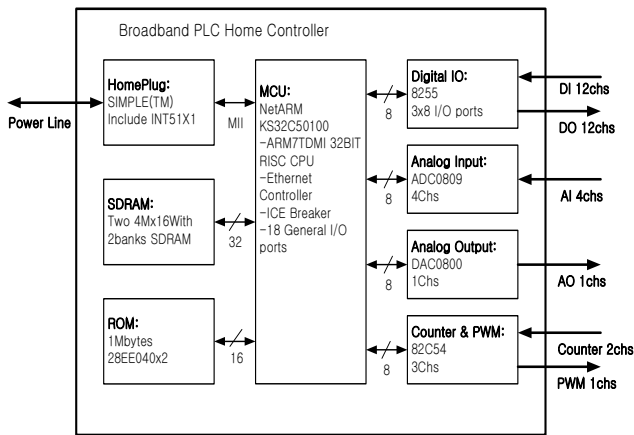 Broadband PLC Home Controller
HomePlug:
SIMPLE(TM)
Include INT51X1
Power Line
MII
SDRAM:
Two 4Mx16With
2banks SDRAM
32
ROM:
1Mbytes
28EE040x2
16
MCU:
NetARM
KS32C50100
-ARM7TDMI 32BIT
RISC CPU
-Ethernet
Controller
-ICE Breaker
-18 General I/O
ports
8
Digital IO:
8255
3x8 I/O ports
DI 12chs
DO 12chs
8
Analog Input:
ADC0809
4Chs
AI 4chs
8
Analog Output:
DAC0800
1Chs
AO 1chs
8
Counter & PWM:
82C54
3Chs
Counter 2chs
PWM 1chs